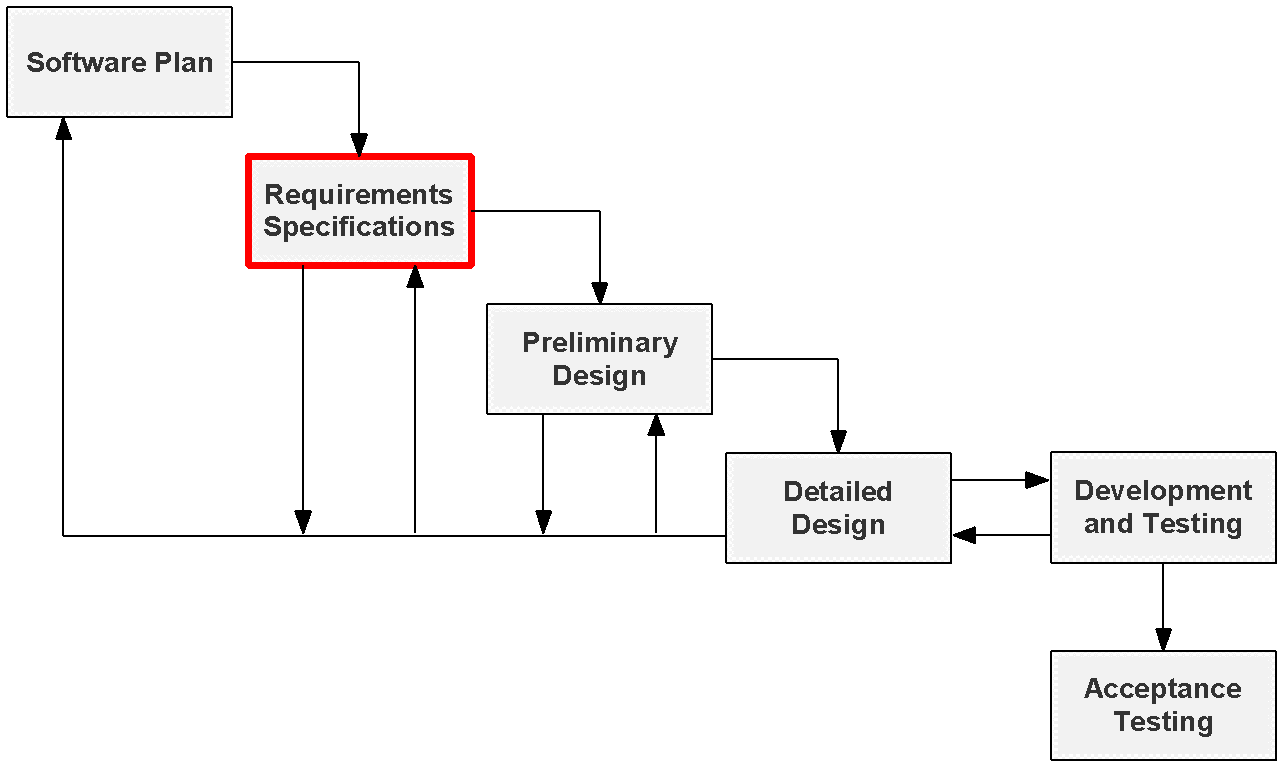 Software Plan
Requirements
Specifications
Preliminary
Design
Detailed
Design
Development
and Testing
Acceptance
Testing